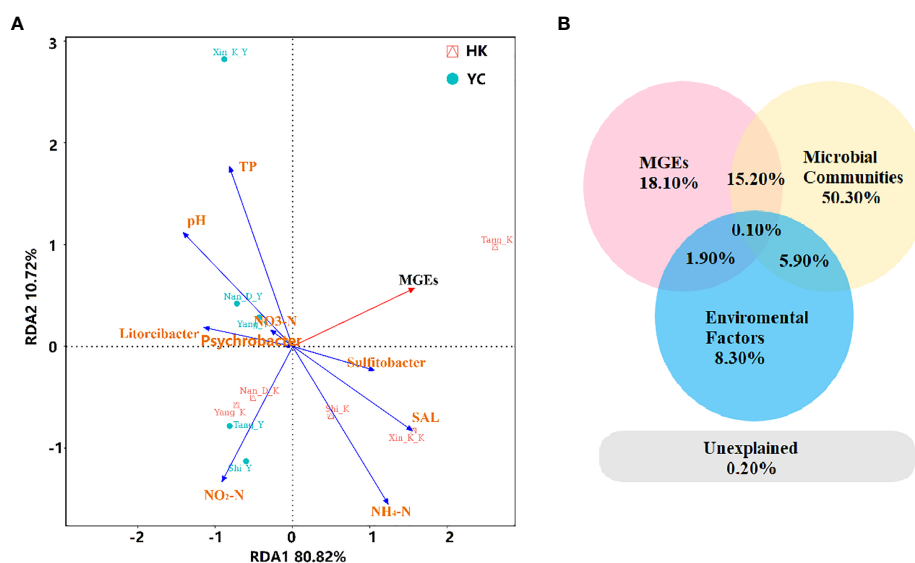 A
B
3
Xin_K_Y
HK
YC
TP
pH
Tang_K
1
MGEs
Nan_D_Y
NO3-N
Yang_
Litoreibacter
Psychrobacter
0
Sulfitobacter
Nan_D_K
Yang_K
Shi_K
SAL
Tang_Y
Xin_K_K
-1
Shi_Y
NO2-N
NH4-N
2
RDA2 10.72%
-2
-1
0
1
2
RDA1 80.82%
MGEs
18.10%
15.20%
Microbial
Communities
50.30%
0.10%
1.90%
5.90%
Enviromental
Factors
8.30%
Unexplained
0.20%